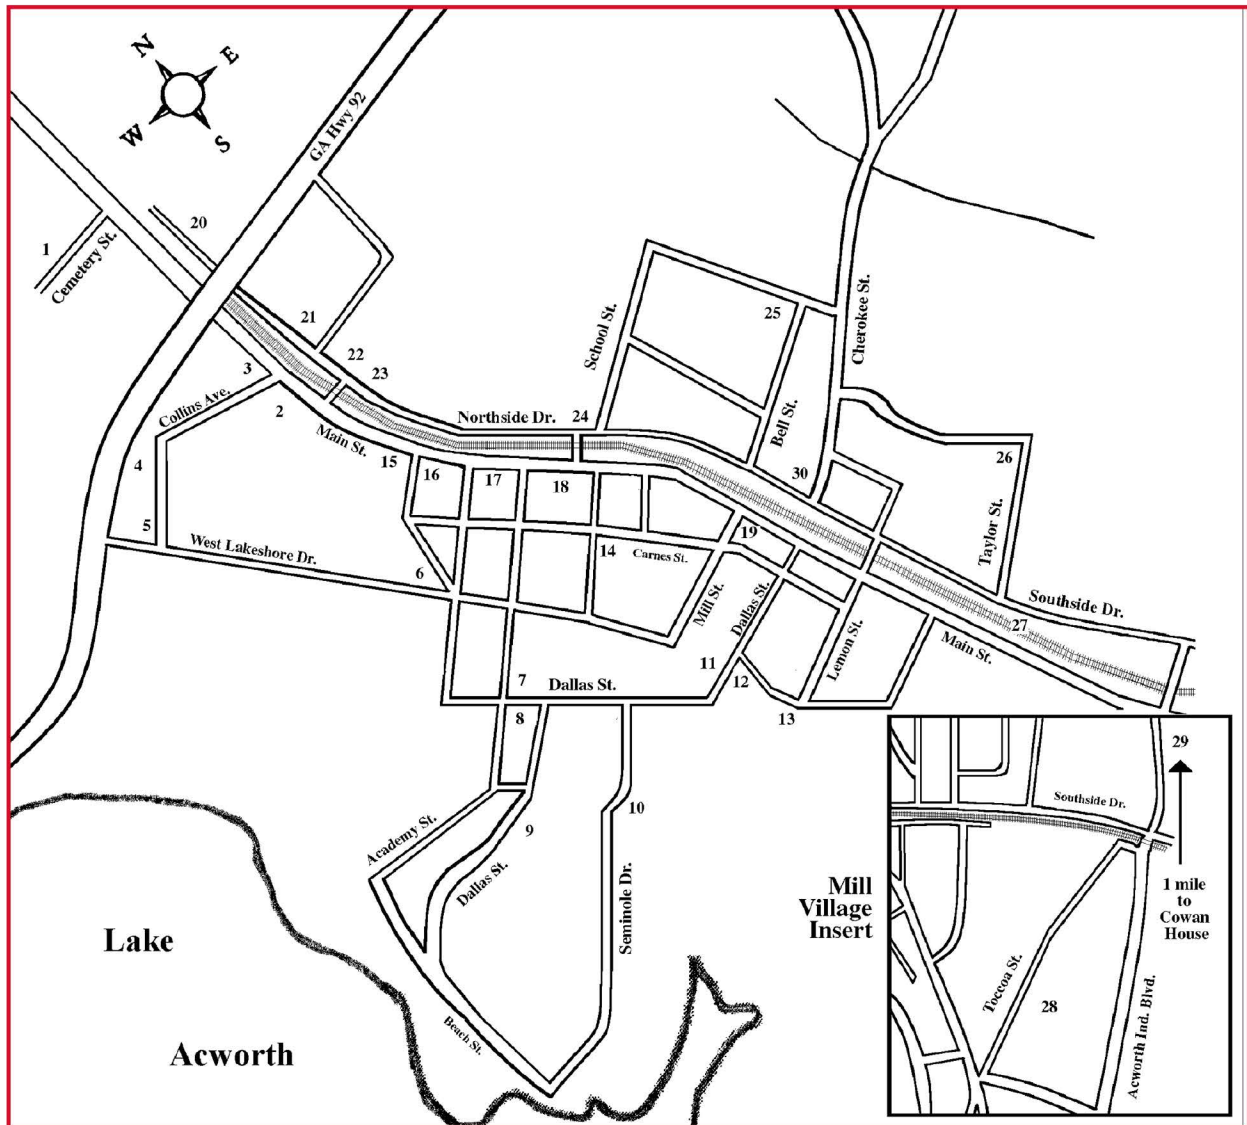 N
E
W
S
GA Hwy 92
20
1
Cemetery St.
21
22
23
3
Collins Ave.
2
Main St.
4
5
15
16
17
18
Northside Dr.
24
School St.
25
Bell St.
Cherokee St.
30
26
Taylor St.
West Lakeshore Dr.
6
14
Carnes St.
19
Mill St.
Dallas St.
Lemon St.
27
Southside Dr.
Main St.
7
Dallas St.
11
12
13
8
9
10
Academy St.
Dallas St.
Seminole Dr.
Beach St.
Lake
Acworth
Mill
Village
Insert
29
Southside Dr.
1 mile
to
Cowan
House
Toccoa St.
28
Acworth Ind. Blvd.